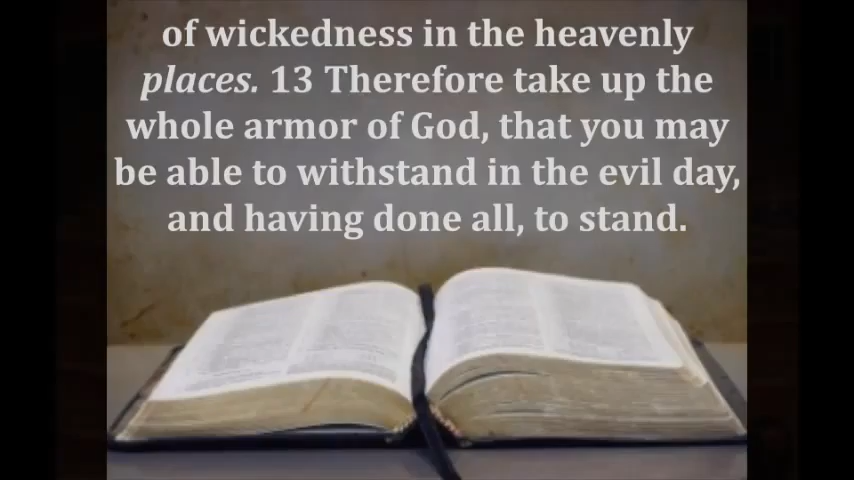 of wickedness in the heavenly
places. 13 Therefore take up the
whole armor of God, that you may
be able to withstand in the evil day,
and having done all, to stand.